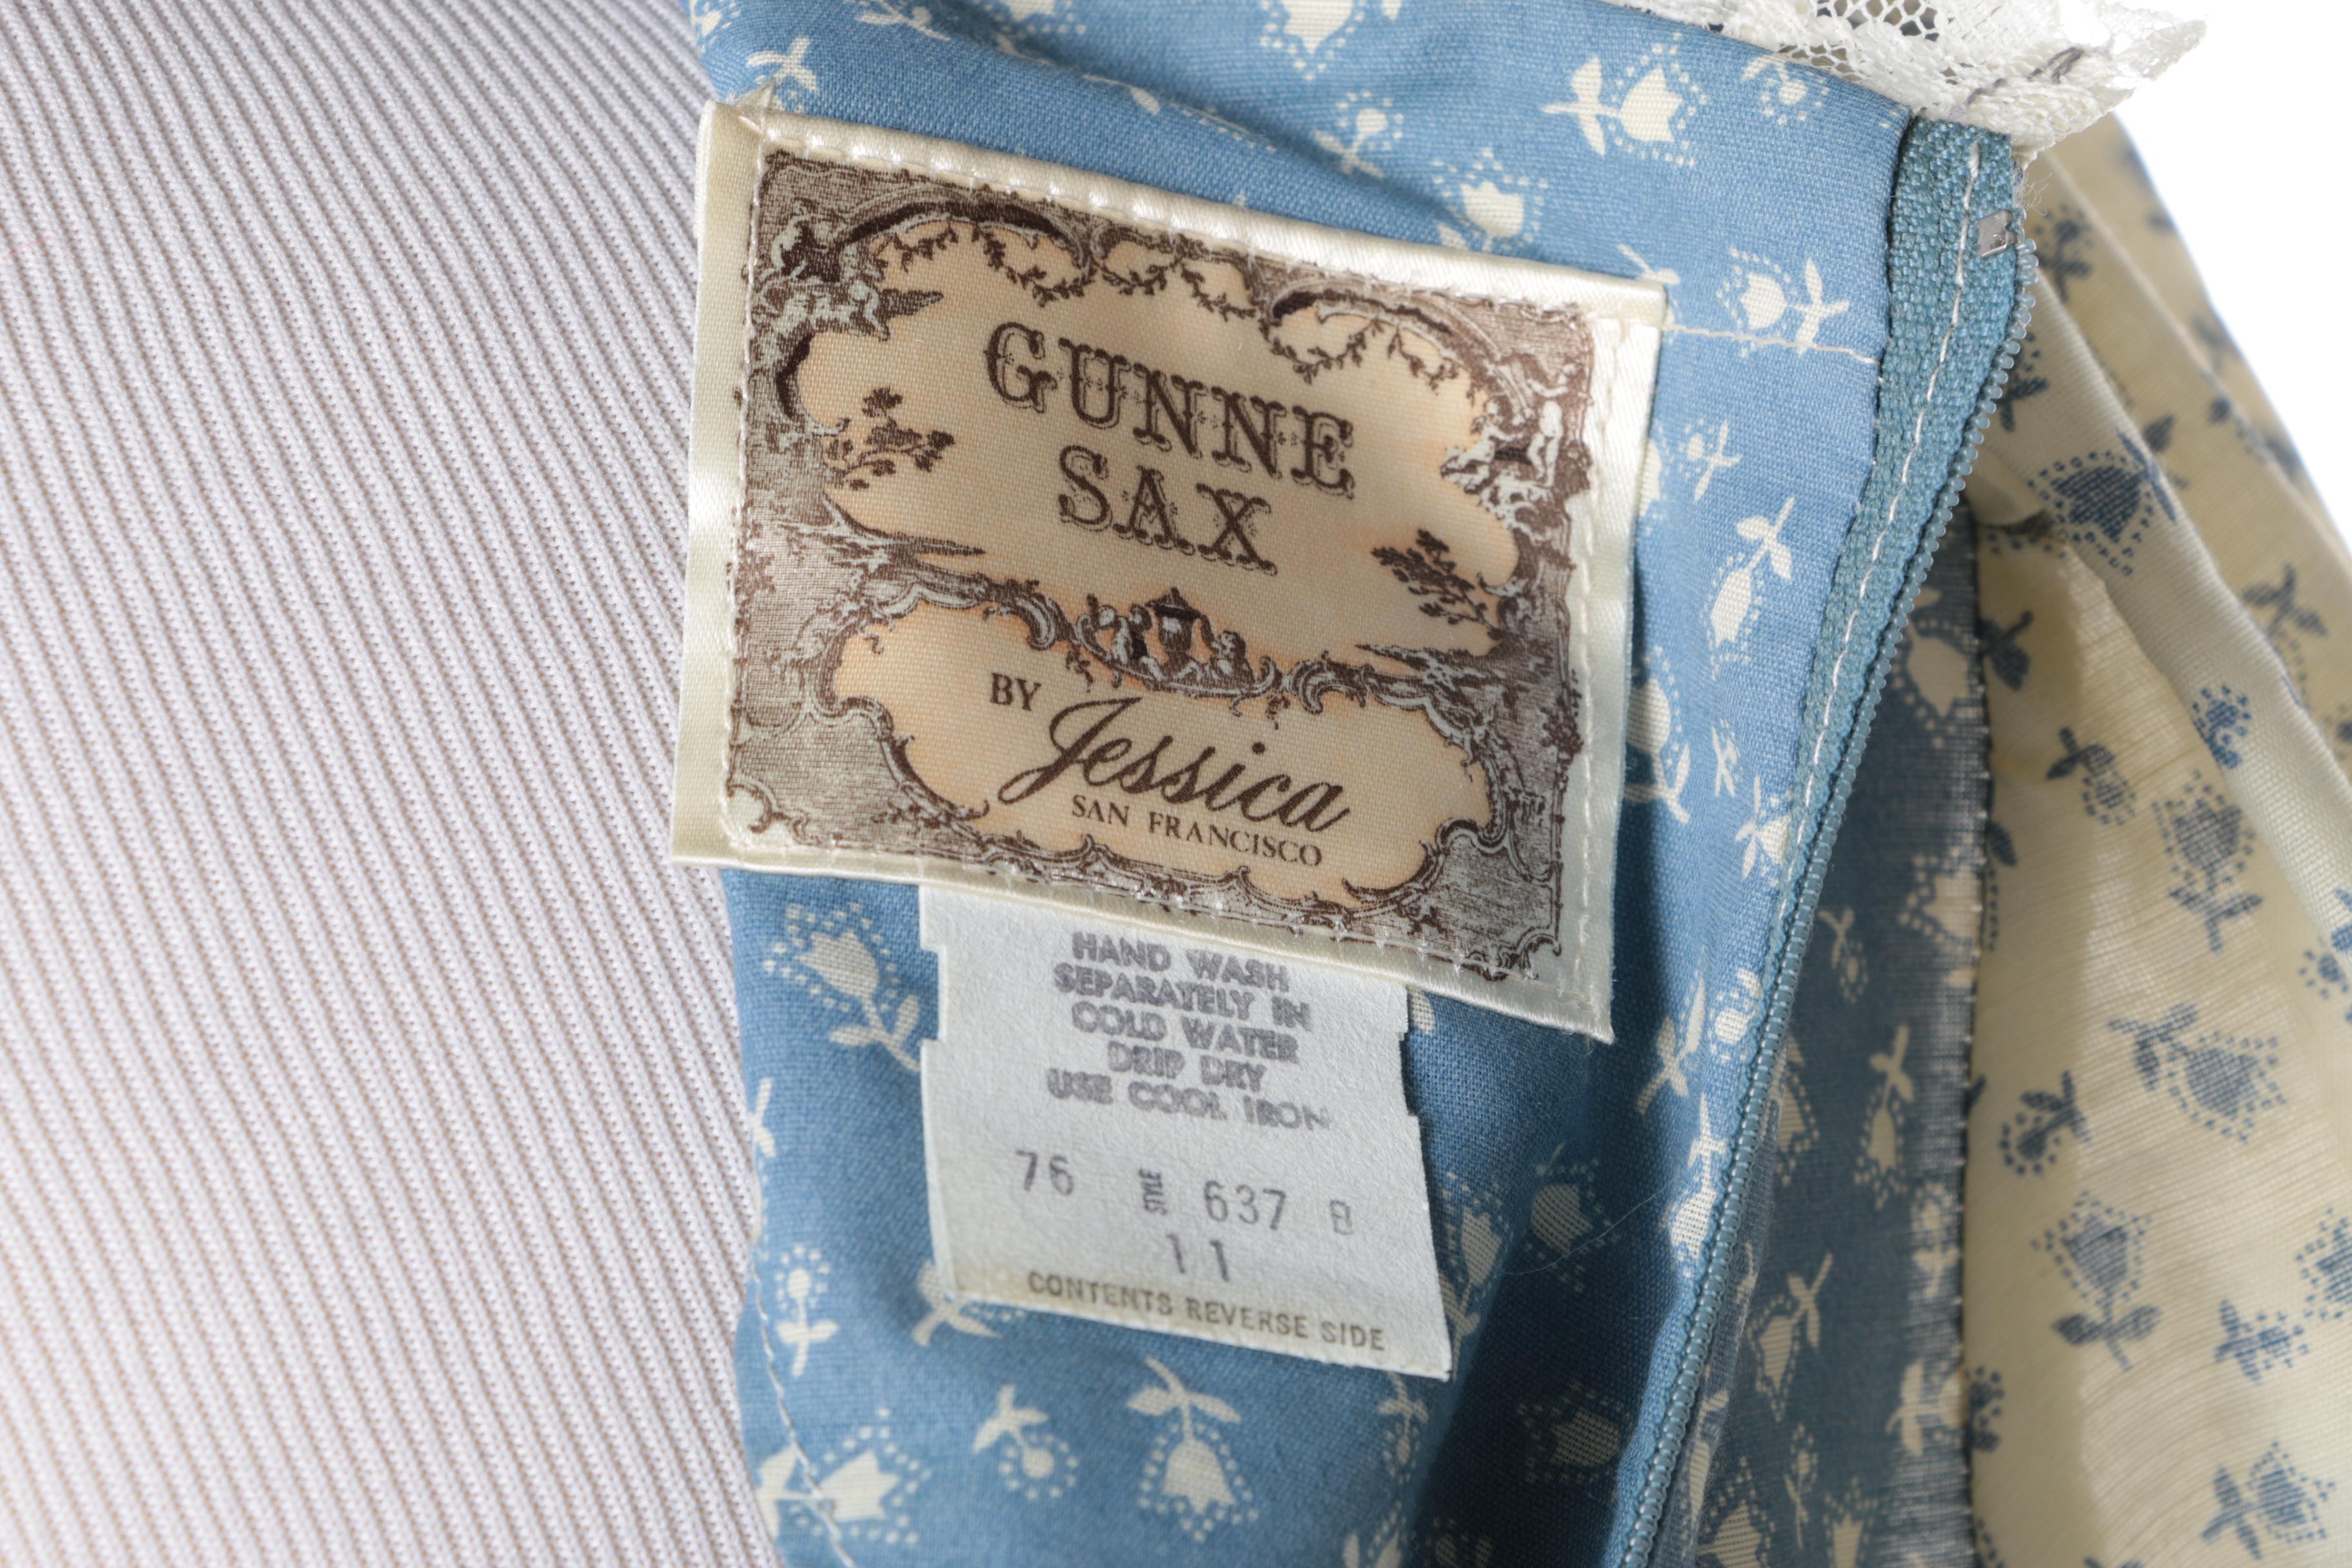 GUNNE
SAX
BY Jessica
SAN FRANCISCO
HAND WASH
SEPARATELY IN
COLD WATER
DRIP DRY
USE COOL IRON
76 STYLE 637 B
11
CONTENTS REVERSE SIDE